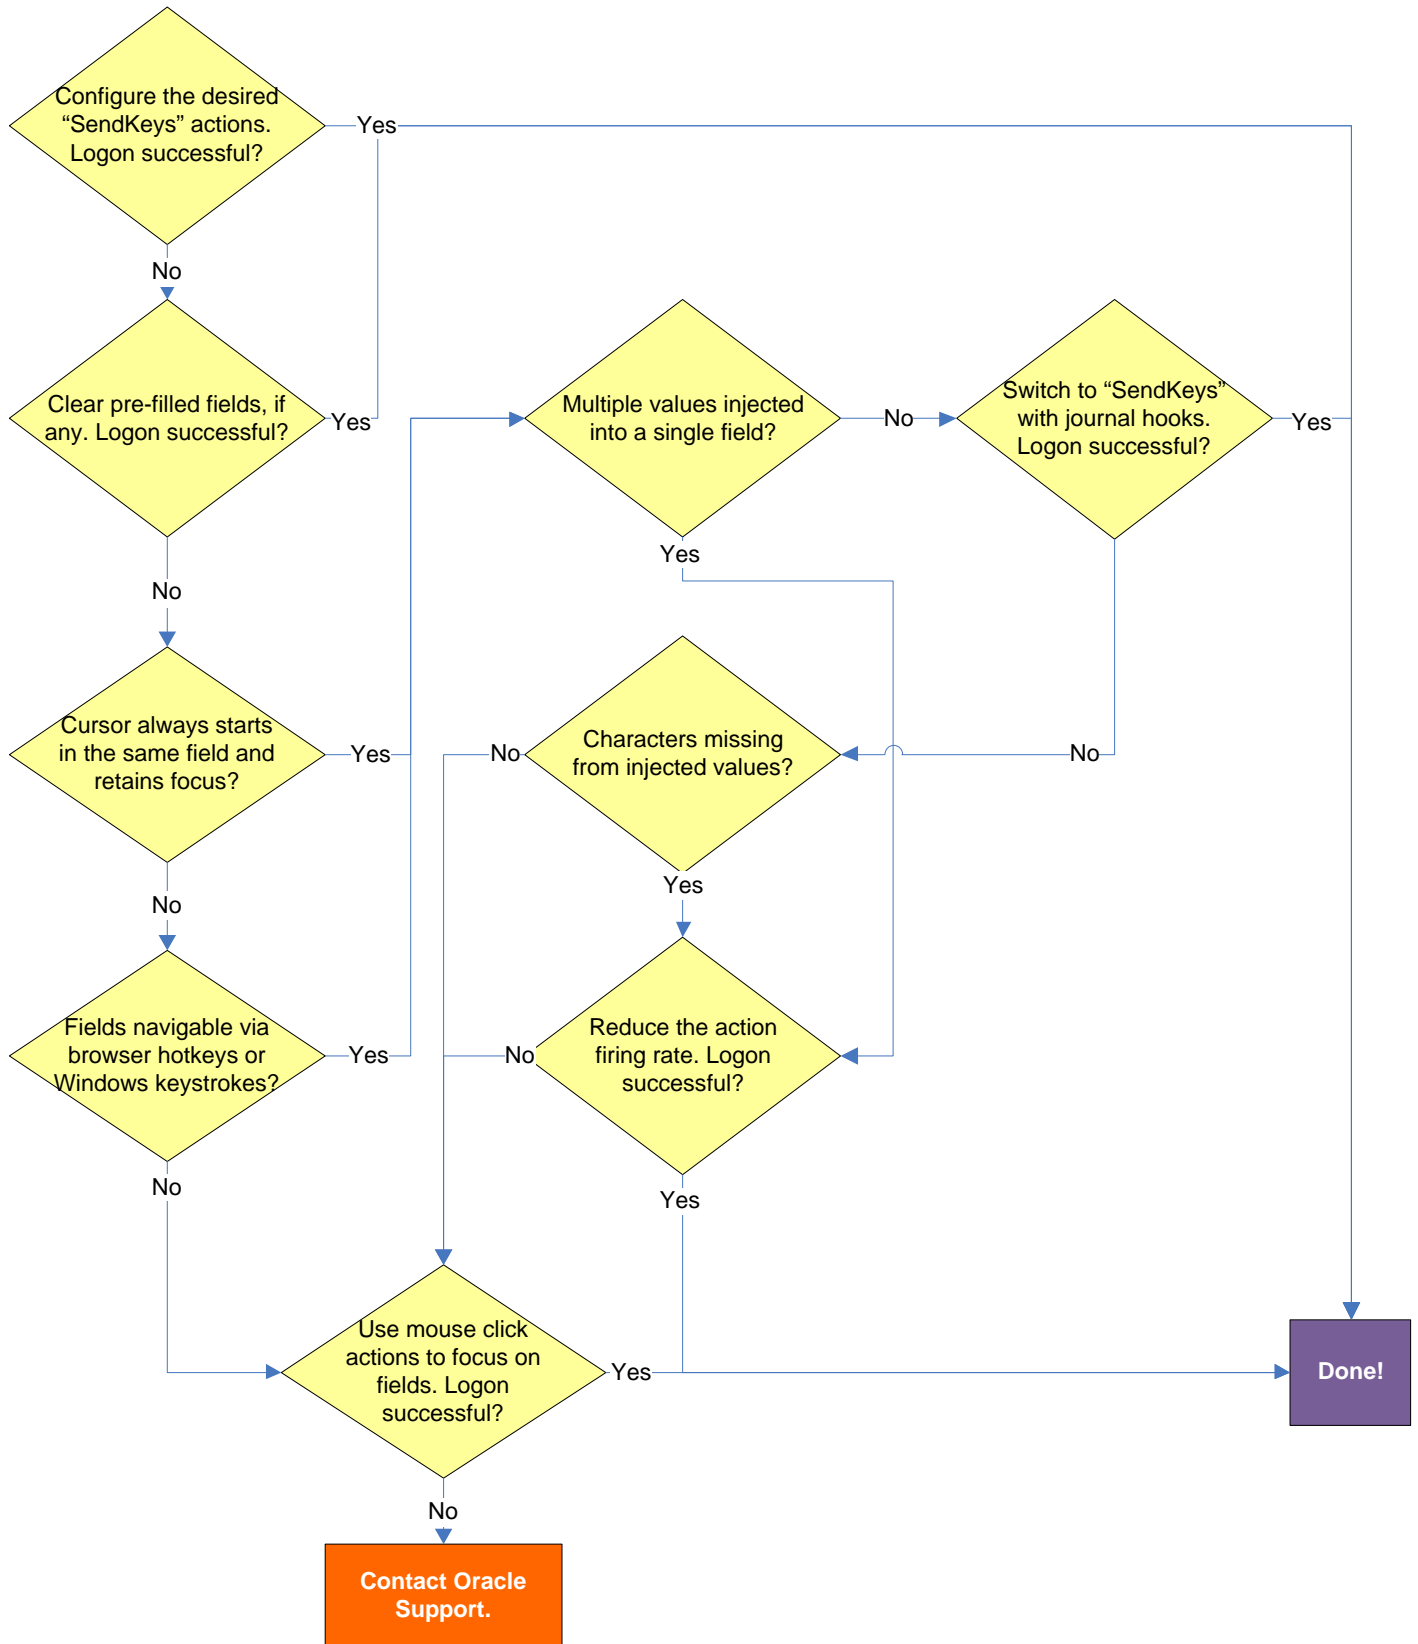 Configure the desired
“SendKeys” actions.
Logon successful?
Yes
No
Clear pre-filled fields, if
any. Logon successful?
Yes
Multiple values injected
into a single field?
No
Switch to “SendKeys”
with journal hooks.
Logon successful?
Yes
Yes
No
Cursor always starts
in the same field and
retains focus?
Yes
No
Characters missing
from injected values?
No
Yes
No
Fields navigable via
browser hotkeys or
Windows keystrokes?
Yes
No
Reduce the action
firing rate. Logon
successful?
No
Yes
Use mouse click
actions to focus on
fields. Logon
successful?
Yes
Done!
No
Contact Oracle
Support.